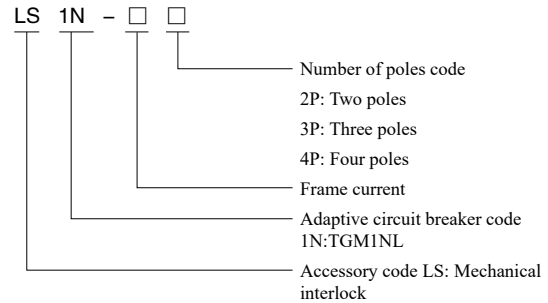 LS 1N – □ □
Number of poles code
2P: Two poles
3P: Three poles
4P: Four poles
Frame current
Adaptive circuit breaker code
1N:TGM1NL
Accessory code LS: Mechanical
interlock